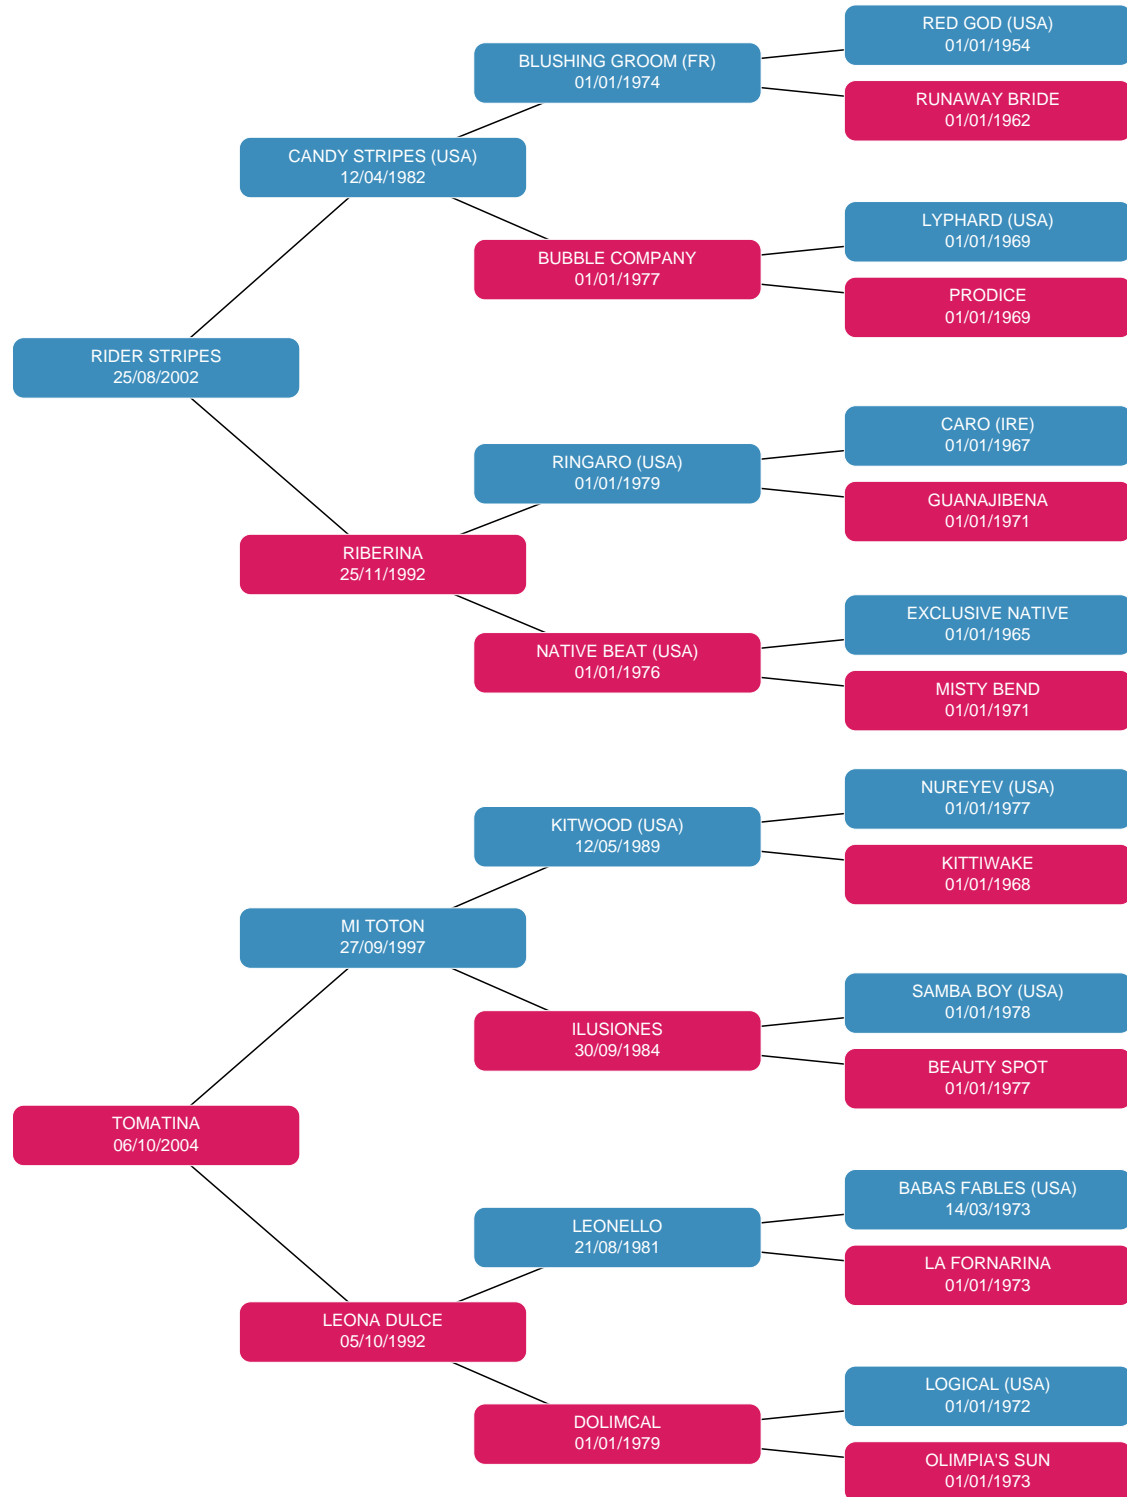 RED GOD (USA)
01/01/1954
BLUSHING GROOM (FR)
01/01/1974
RUNAWAY BRIDE
01/01/1962
CANDY STRIPES (USA)
12/04/1982
LYPHARD (USA)
01/01/1969
BUBBLE COMPANY
01/01/1977
PRODICE
01/01/1969
RIDER STRIPES
25/08/2002
CARO (IRE)
01/01/1967
RINGARO (USA)
01/01/1979
GUANAJIBENA
01/01/1971
RIBERINA
25/11/1992
EXCLUSIVE NATIVE
01/01/1965
NATIVE BEAT (USA)
01/01/1976
MISTY BEND
01/01/1971
NUREYEV (USA)
01/01/1977
KITWOOD (USA)
12/05/1989
KITTIWAKE
01/01/1968
MI TOTON
27/09/1997
SAMBA BOY (USA)
01/01/1978
ILUSIONES
30/09/1984
BEAUTY SPOT
01/01/1977
TOMATINA
06/10/2004
BABAS FABLES (USA)
14/03/1973
LEONELLO
21/08/1981
LA FORNARINA
01/01/1973
LEONA DULCE
05/10/1992
LOGICAL (USA)
01/01/1972
DOLIMCAL
01/01/1979
OLIMPIA'S SUN
01/01/1973